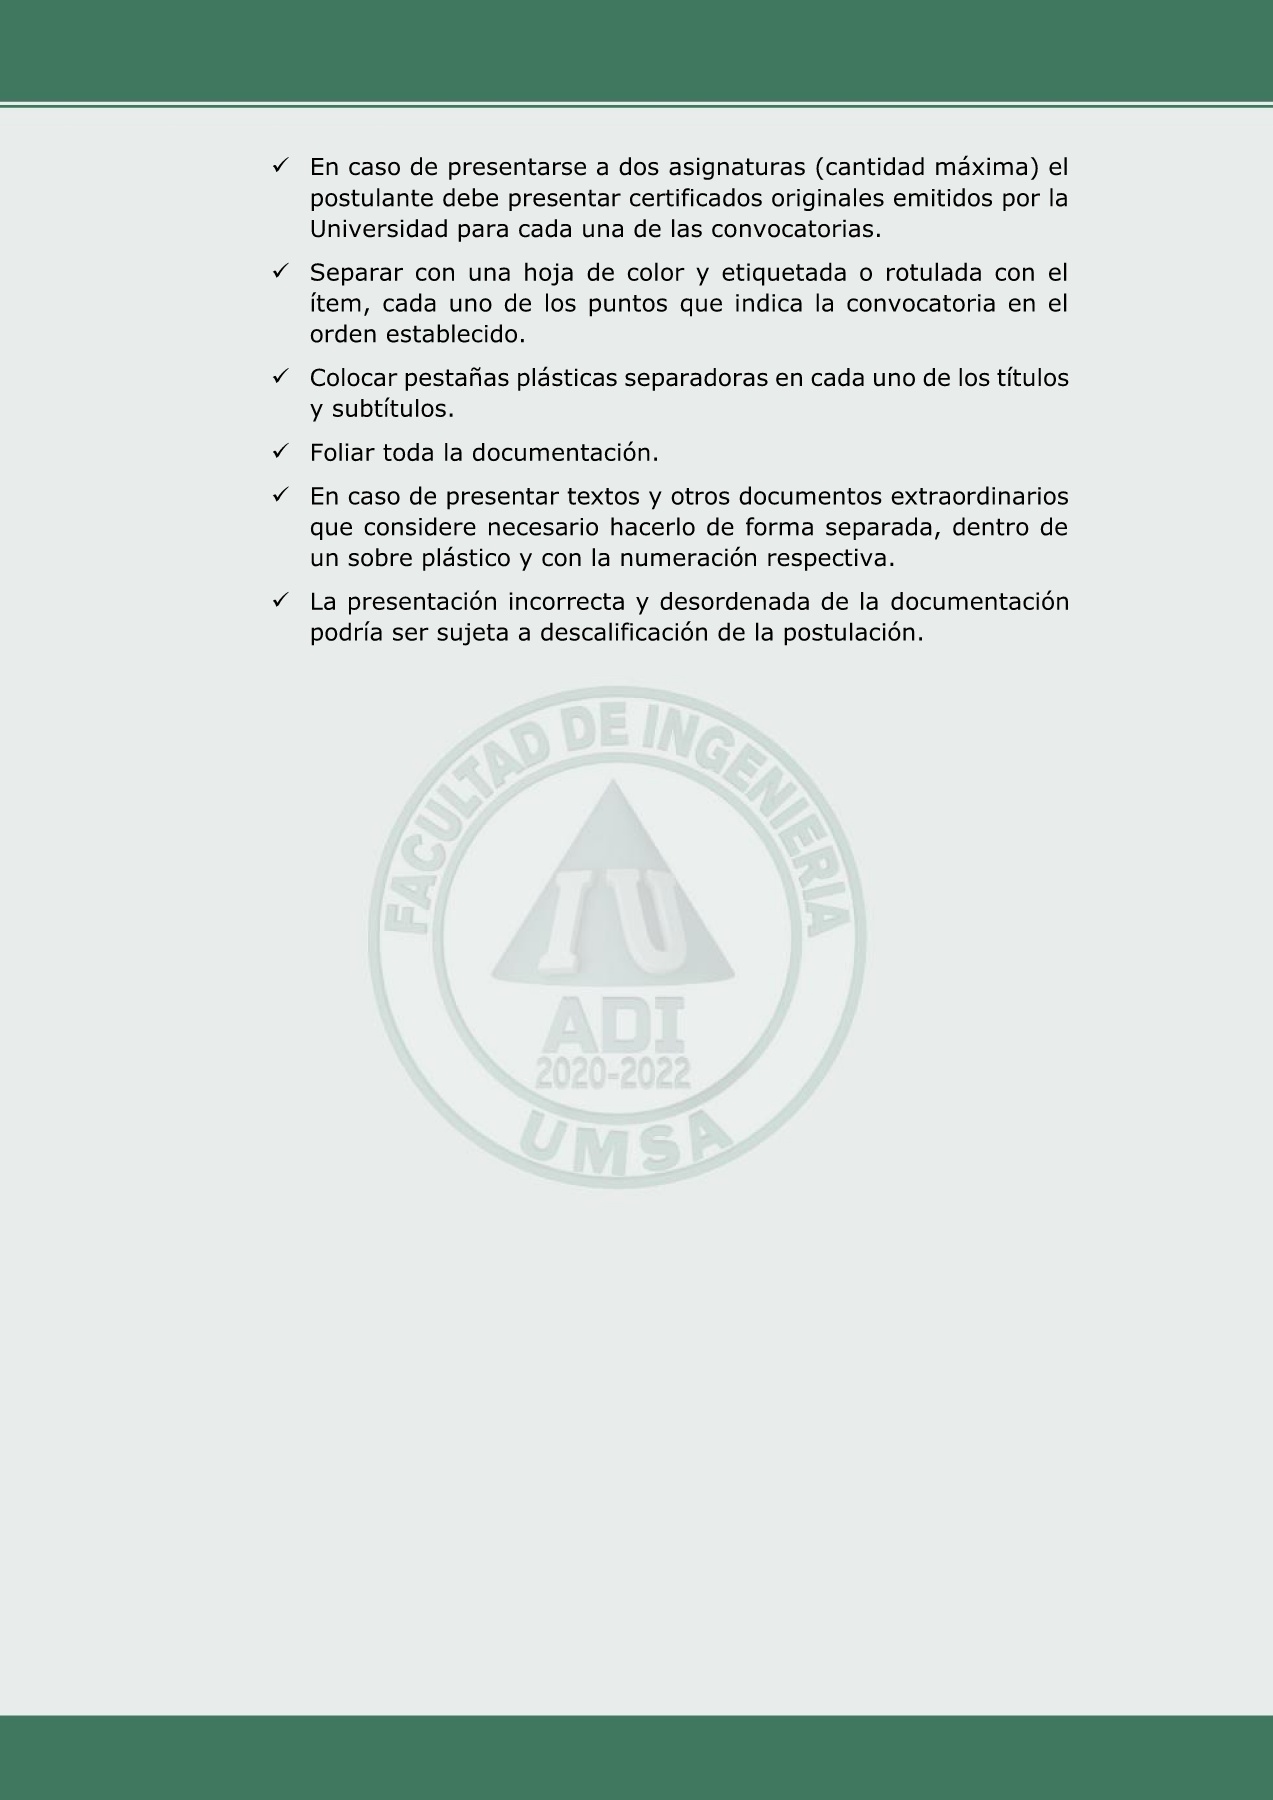 ✓ En caso de presentarse a dos asignaturas (cantidad máxima) el
postulante debe presentar certificados originales emitidos por la
Universidad para cada una de las convocatorias.
✓ Separar con una hoja de color y etiquetada o rotulada con el
ítem, cada uno de los puntos que indica la convocatoria en el
orden establecido.
✓ Colocar pestañas plásticas separadoras en cada uno de los títulos
y subtítulos.
✓ Foliar toda la documentación.
✓ En caso de presentar textos y otros documentos extraordinarios
que considere necesario hacerlo de forma separada, dentro de
un sobre plástico y con la numeración respectiva.
✓ La presentación incorrecta y desordenada de la documentación
podría ser sujeta a descalificación de la postulación.
FACULTAD DE INGENIERIA
IU
ADI
2020-2022
UMSA